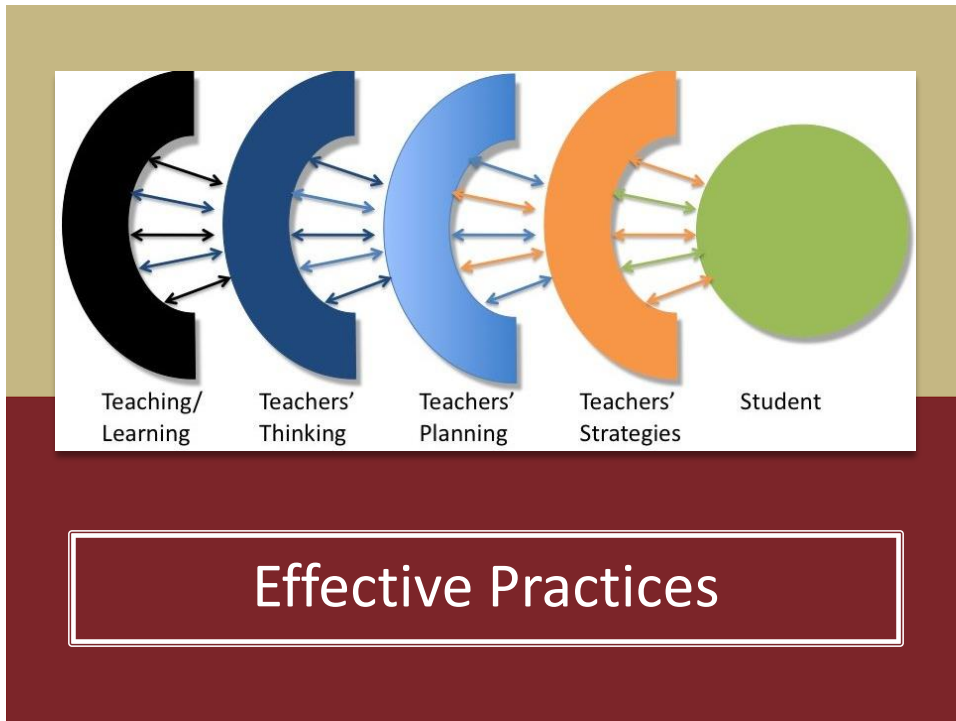 Teaching/
Learning
Teachers’
Thinking
Teachers’
Planning
Teachers’
Strategies
Student
Effective Practices